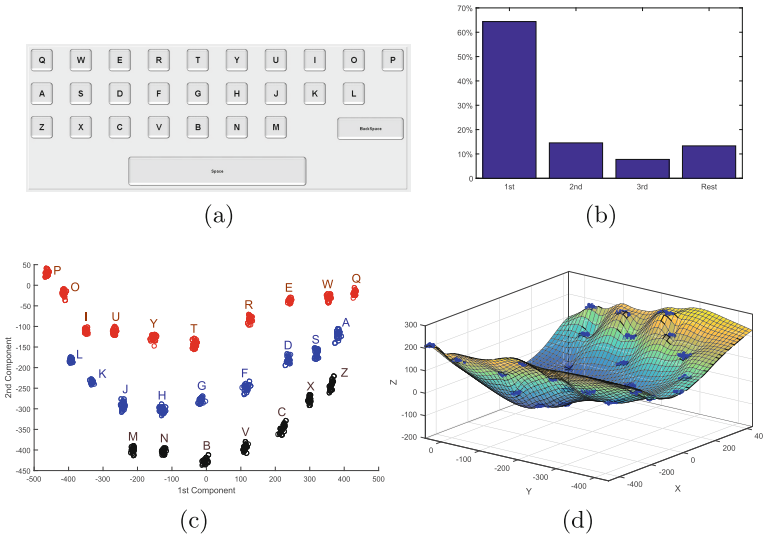 Q W E R T Y U I O P
A S D F G H J K L
Z X C V B N M BackSpace
Space
(a)
70%
60%
50%
40%
30%
20%
10%
0
1st 2nd 3rd Rest
(b)
50
0
-50
-100
-150
-200
-250
-300
-350
-400
-450
2nd Component
P O I U Y T R E W Q
L K J H G F D S A
M N B V C X Z
-500 -400 -300 -200 -100 0 100 200 300 400 500
1st Component
(c)
300
200
100
0
-100
-200
Z
0 -100 -200 -300 -400
Y
-400 -200 0 200 40
X
(d)